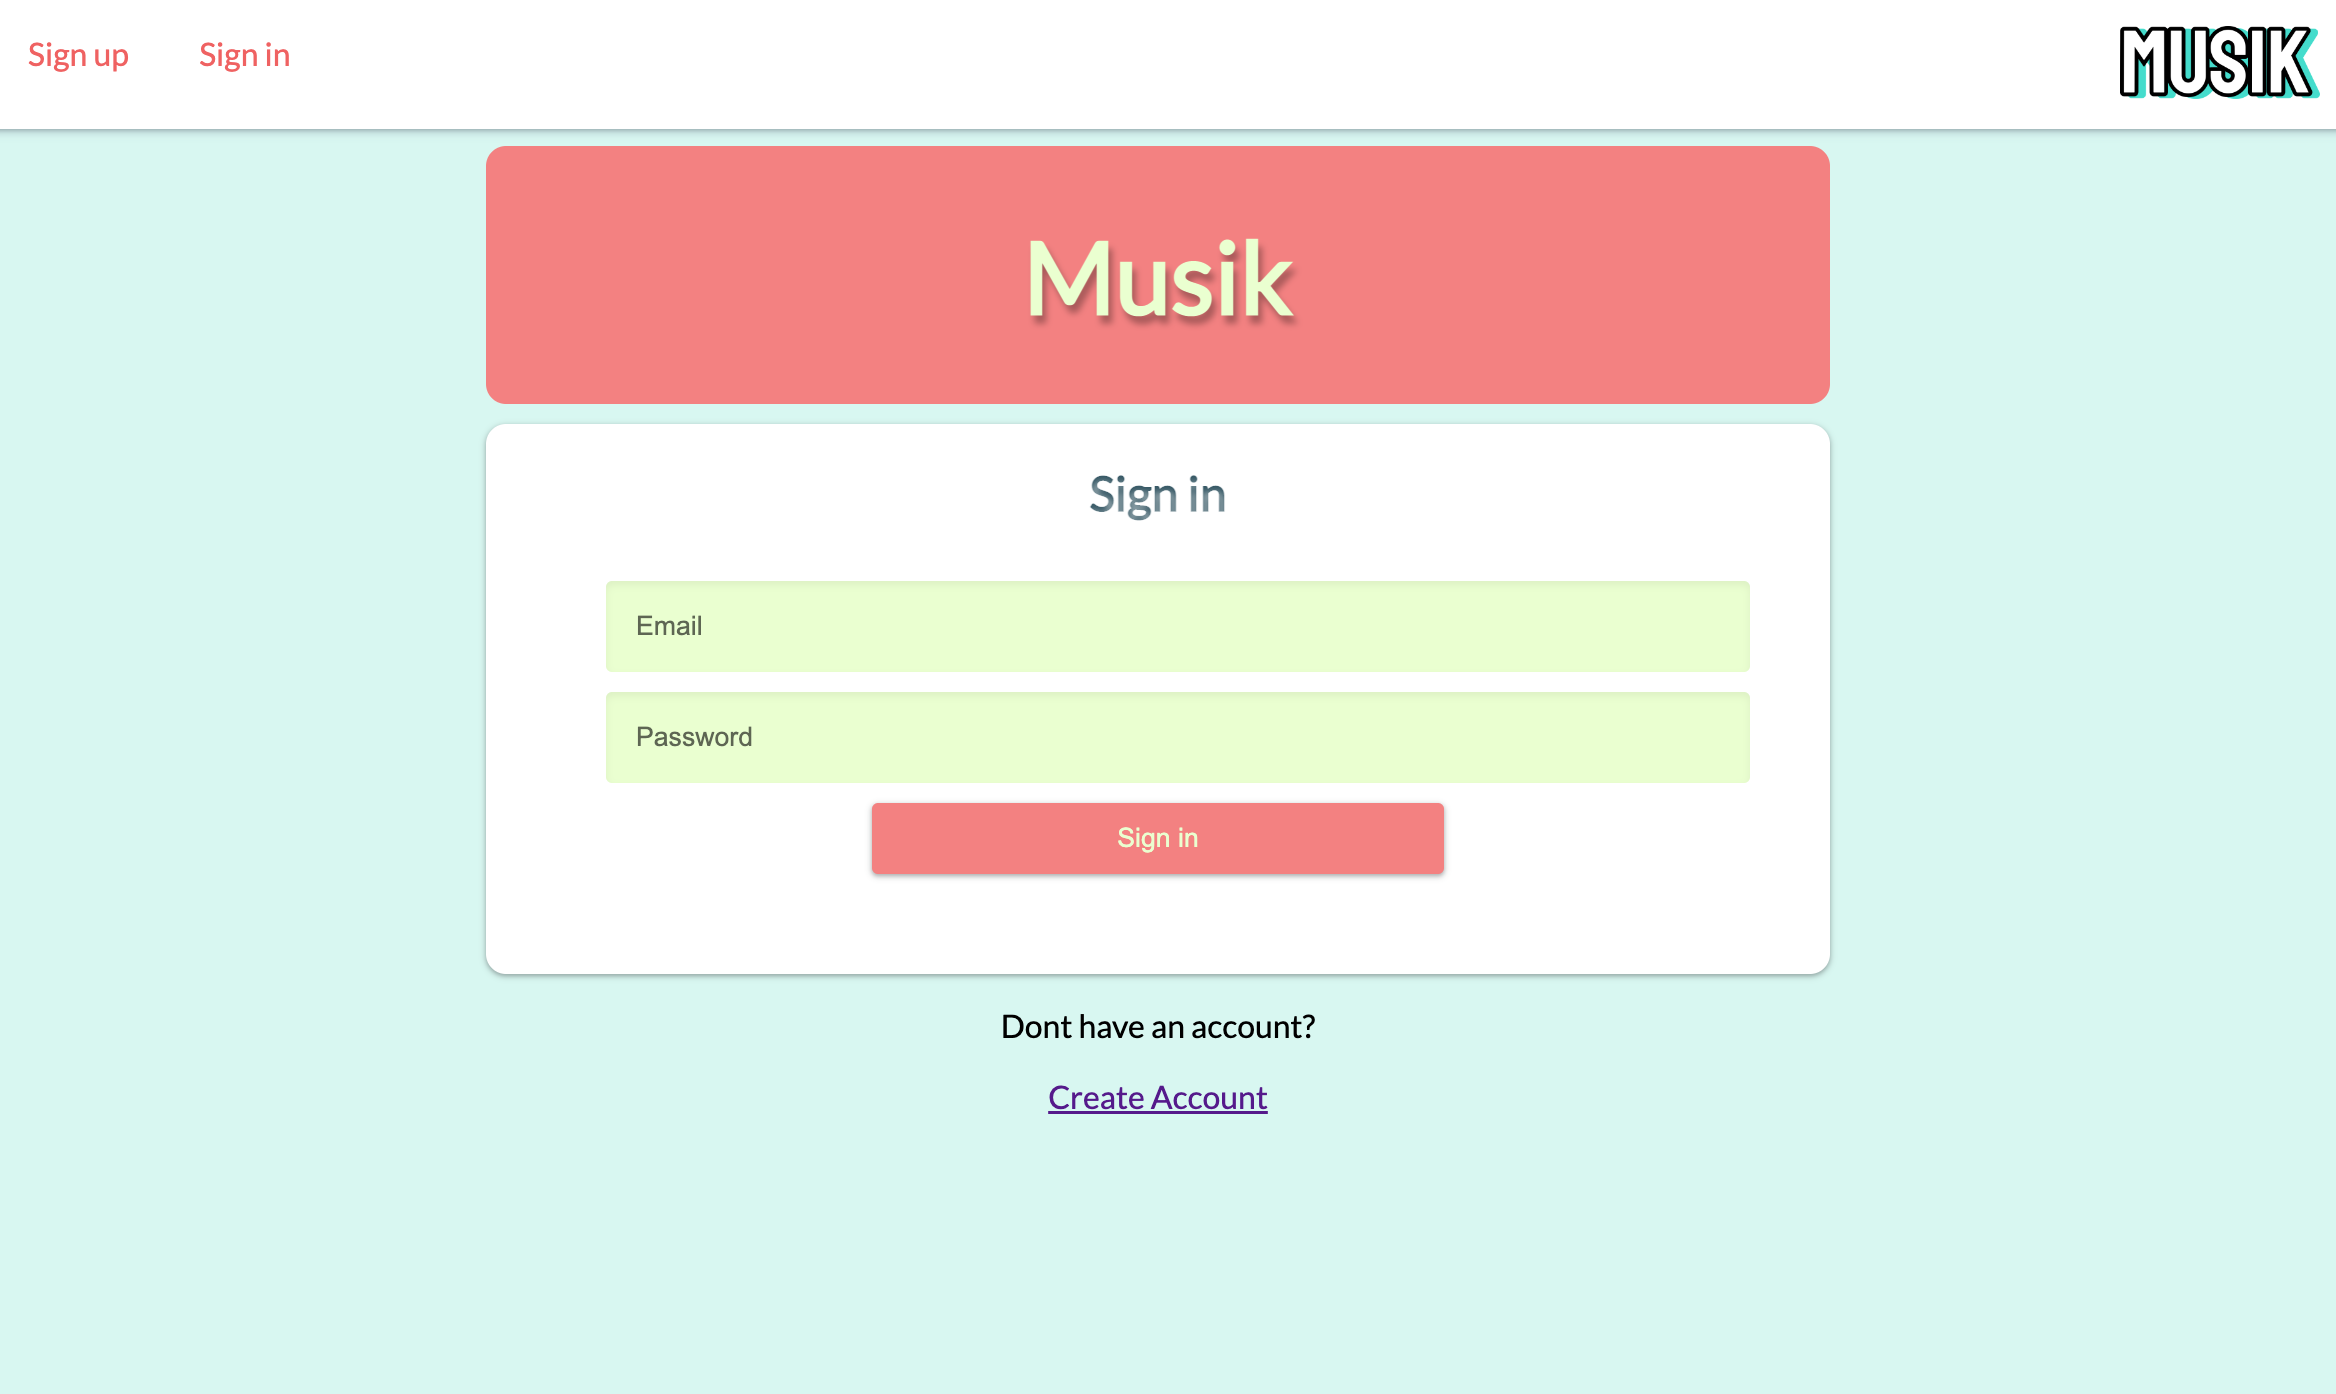 Sign up Sign in MUSIK
Musik
Sign in
Email
Password
Sign in
Dont have an account?
Create Account